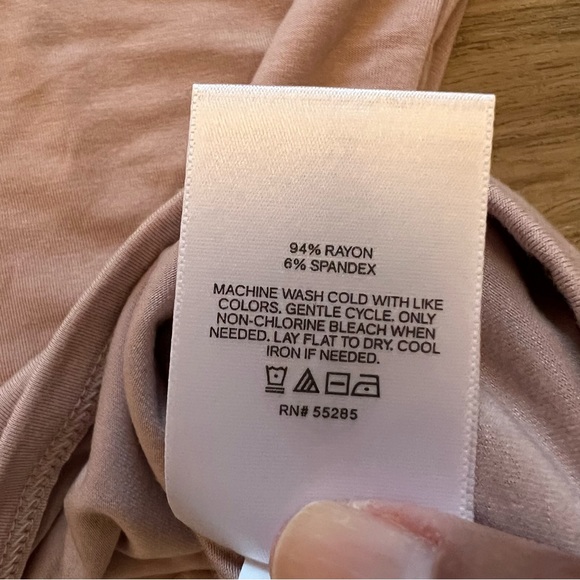 94% RAYON
6% SPANDEX
MACHINE WASH COLD WITH LIKE
COLORS. GENTLE CYCLE. ONLY
NON-CHLORINE BLEACH WHEN
NEEDED. LAY FLAT TO DRY. COOL
IRON IF NEEDED.
RN# 55285